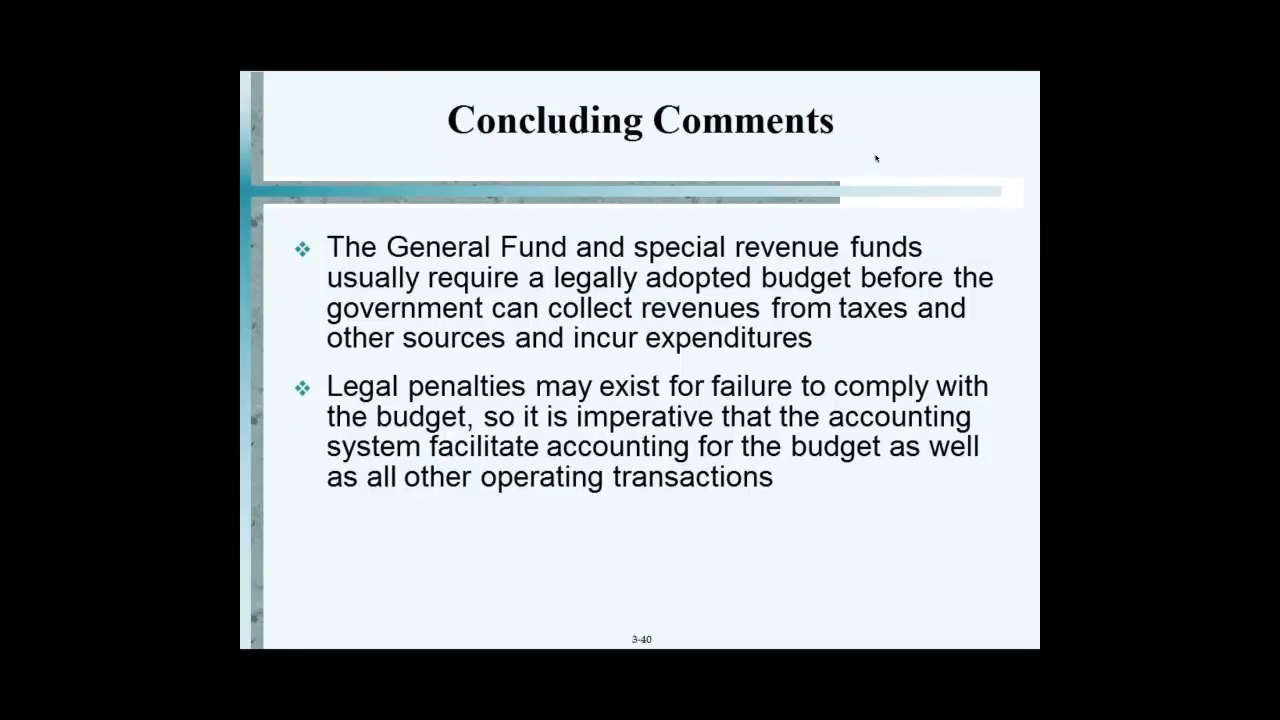 Concluding Comments
The General Fund and special revenue funds
usually require a legally adopted budget before the
government can collect revenues from taxes and
other sources and incur expenditures
Legal penalties may exist for failure to comply with
the budget, so it is imperative that the accounting
system facilitate accounting for the budget as well
as all other operating transactions
3-40